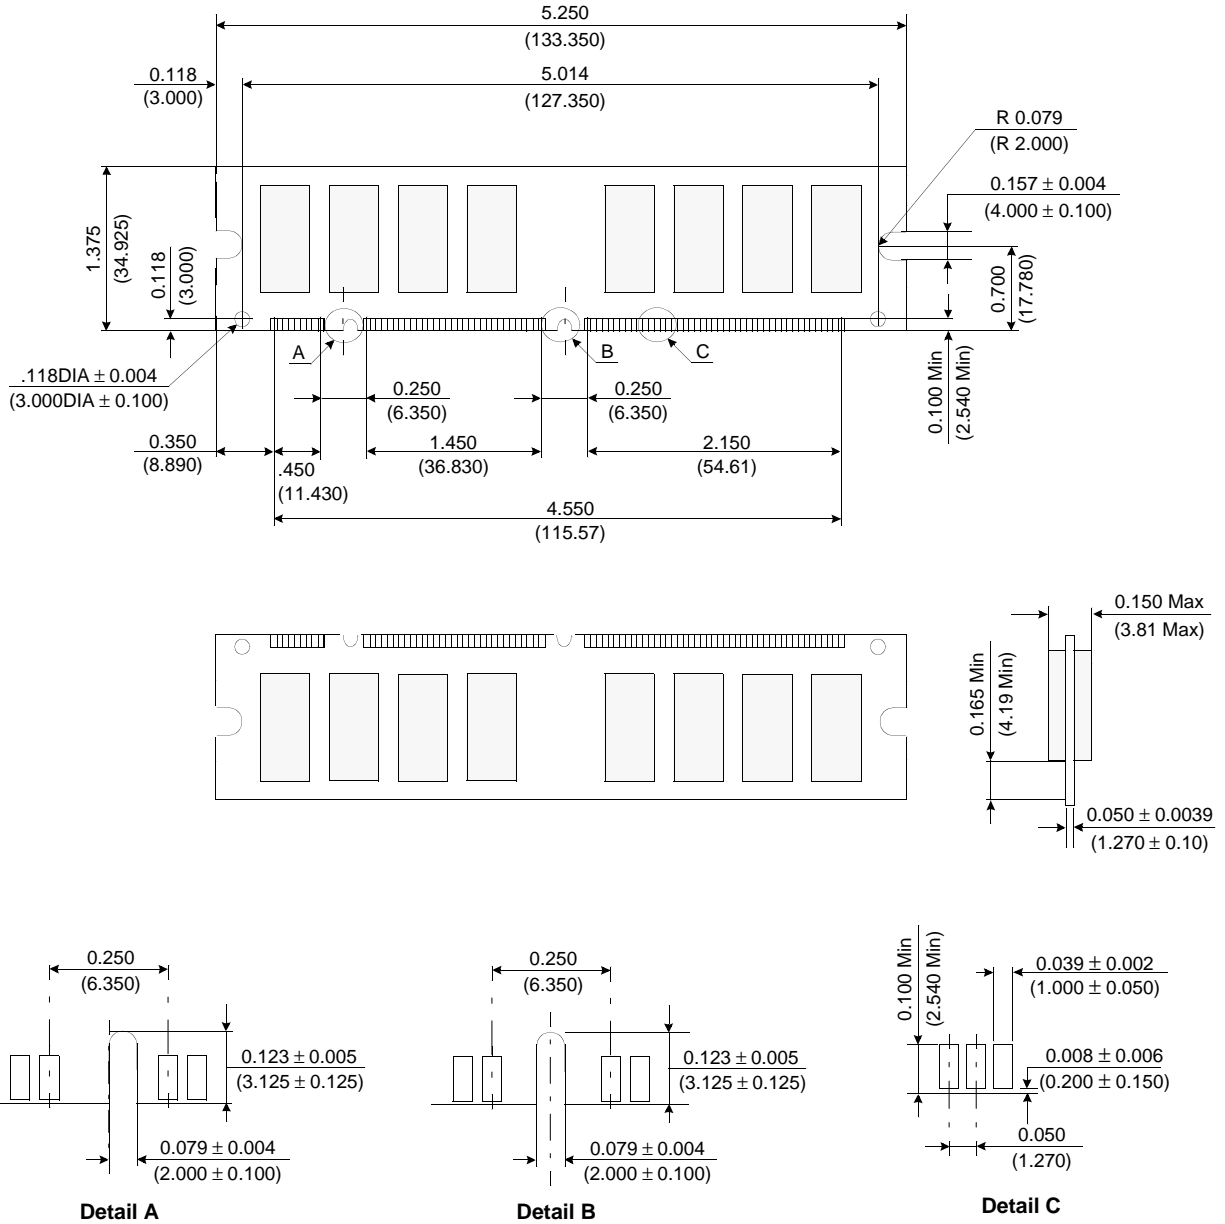 5.250
(133.350)
0.118
(3.000)
5.014
(127.350)
R 0.079
(R 2.000)
0.157 ± 0.004
(4.000 ± 0.100)
1.375
(34.925)
0.118
(3.000)
0.700
(17.780)
A
B
C
.118DIA ± 0.004
(3.000DIA ± 0.100)
0.250
(6.350)
0.250
(6.350)
0.100 Min
(2.540 Min)
0.350
(8.890)
.450
(11.430)
1.450
(36.830)
2.150
(54.61)
4.550
(115.57)
0.150 Max
(3.81 Max)
0.165 Min
(4.19 Min)
0.050 ± 0.0039
(1.270 ± 0.10)
0.250
(6.350)
0.123 ± 0.005
(3.125 ± 0.125)
0.079 ± 0.004
(2.000 ± 0.100)
Detail A
0.250
(6.350)
0.123 ± 0.005
(3.125 ± 0.125)
0.079 ± 0.004
(2.000 ± 0.100)
Detail B
0.100 Min
(2.540 Min)
0.039 ± 0.002
(1.000 ± 0.050)
0.008 ± 0.006
(0.200 ± 0.150)
0.050
(1.270)
Detail C